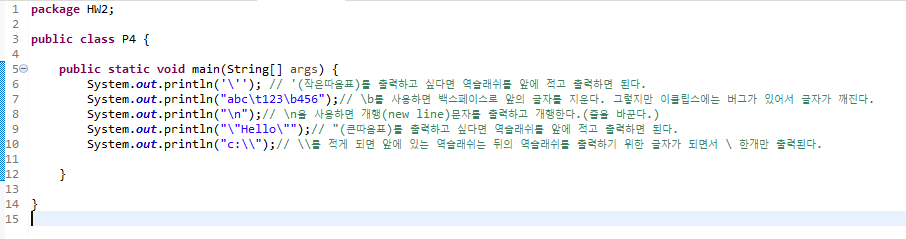 1 package HW2;
2
3 public class P4 {
4
5 public static void main(String[] args) {
6 System.out.println('\''); // '(작은따옴표)를 출력하고 싶다면 역슬래쉬를 앞에 적고 출력하면 된다.
7 System.out.println("abc\t123\b456");// \b를 사용하면 백스페이스로 앞의 글자를 지운다. 그렇지만 이클립스에는 버그가 있어서 글자가 깨진다.
8 System.out.println("\n");// \n을 사용하면 개행(new line)문자를 출력하고 개행한다.(줄을 바꾼다.)
9 System.out.println("\"Hello\"");// "(큰따옴표)를 출력하고 싶다면 역슬래쉬를 앞에 적고 출력하면 된다.
10 System.out.println("c:\\");// \\를 적게 되면 앞에 있는 역슬래쉬는 뒤의 역슬래쉬를 출력하기 위한 글자가 되면서 \ 한개만 출력된다.
11
12 }
13
14 }
15